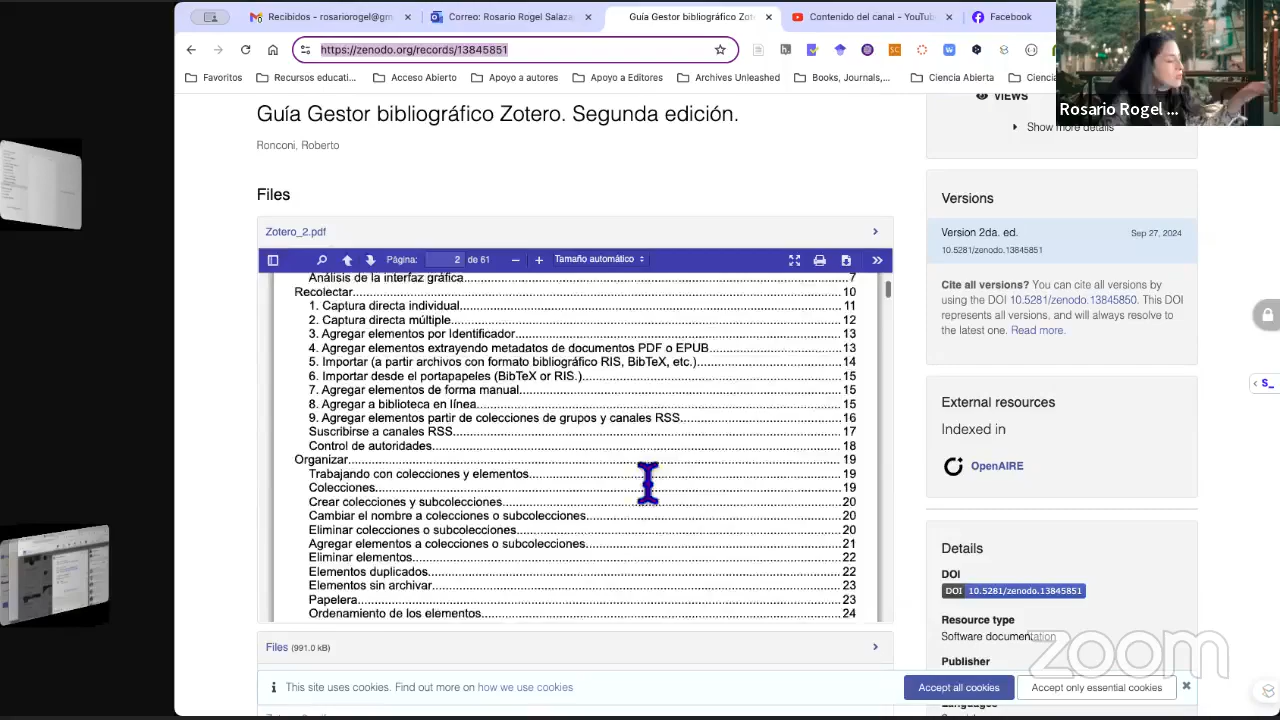 Recibidos - rosariorogel@gm
Correo: Rosario Rogel Salaza
Guía Gestor bibliográfico Zote
Contenido del canal - YouTub
Facebook
https://zenodo.org/records/13845851
Favoritos
Recursos educati...
Acceso Abierto
Apoyo a autores
Apoyo a Editores
Archives Unleashed
Books, Journals,...
Ciencia Abierta
Ciencia
Rosario Rogel ...
Guía Gestor bibliográfico Zotero. Segunda edición.
Ronconi, Roberto
Files
Zotero_2.pdf
Página: 2 de 61
Tamaño automático
Análisis de la interfaz gráfica 7
Recolectar 10
1. Captura directa individual 11
2. Captura directa múltiple 12
3. Agregar elementos por Identificador 13
4. Agregar elementos extrayendo metadatos de documentos PDF o EPUB 13
5. Importar (a partir archivos con formato bibliográfico RIS, BibTeX, etc.) 14
6. Importar desde el portapapeles (BibTeX or RIS.) 15
7. Agregar elementos de forma manual 15
8. Agregar a biblioteca en línea 15
9. Agregar elementos partir de colecciones de grupos y canales RSS 16
Suscribirse a canales RSS 17
Control de autoridades 18
Organizar 19
Trabajando con colecciones y elementos 19
Colecciones 19
Crear colecciones y subcolecciones 20
Cambiar el nombre a colecciones o subcolecciones 20
Eliminar colecciones o subcolecciones 20
Agregar elementos a colecciones o subcolecciones 21
Eliminar elementos 22
Elementos duplicados 22
Elementos sin archivar 23
Papelera 23
Ordenamiento de los elementos 24
Files (991.0 kB)
VIEWS
Show more details
Versions
Version 2da. ed. Sep 27, 2024
10.5281/zenodo.13845851
Cite all versions? You can cite all versions by
using the DOI 10.5281/zenodo.13845850. This DOI
represents all versions, and will always resolve to
the latest one. Read more.
External resources
Indexed in
OpenAIRE
Details
DOI
DOI 10.5281/zenodo.13845851
Resource type
Software documentation
Publisher
zoom
This site uses cookies. Find out more on how we use cookies
Accept all cookies
Accept only essential cookies
Languages